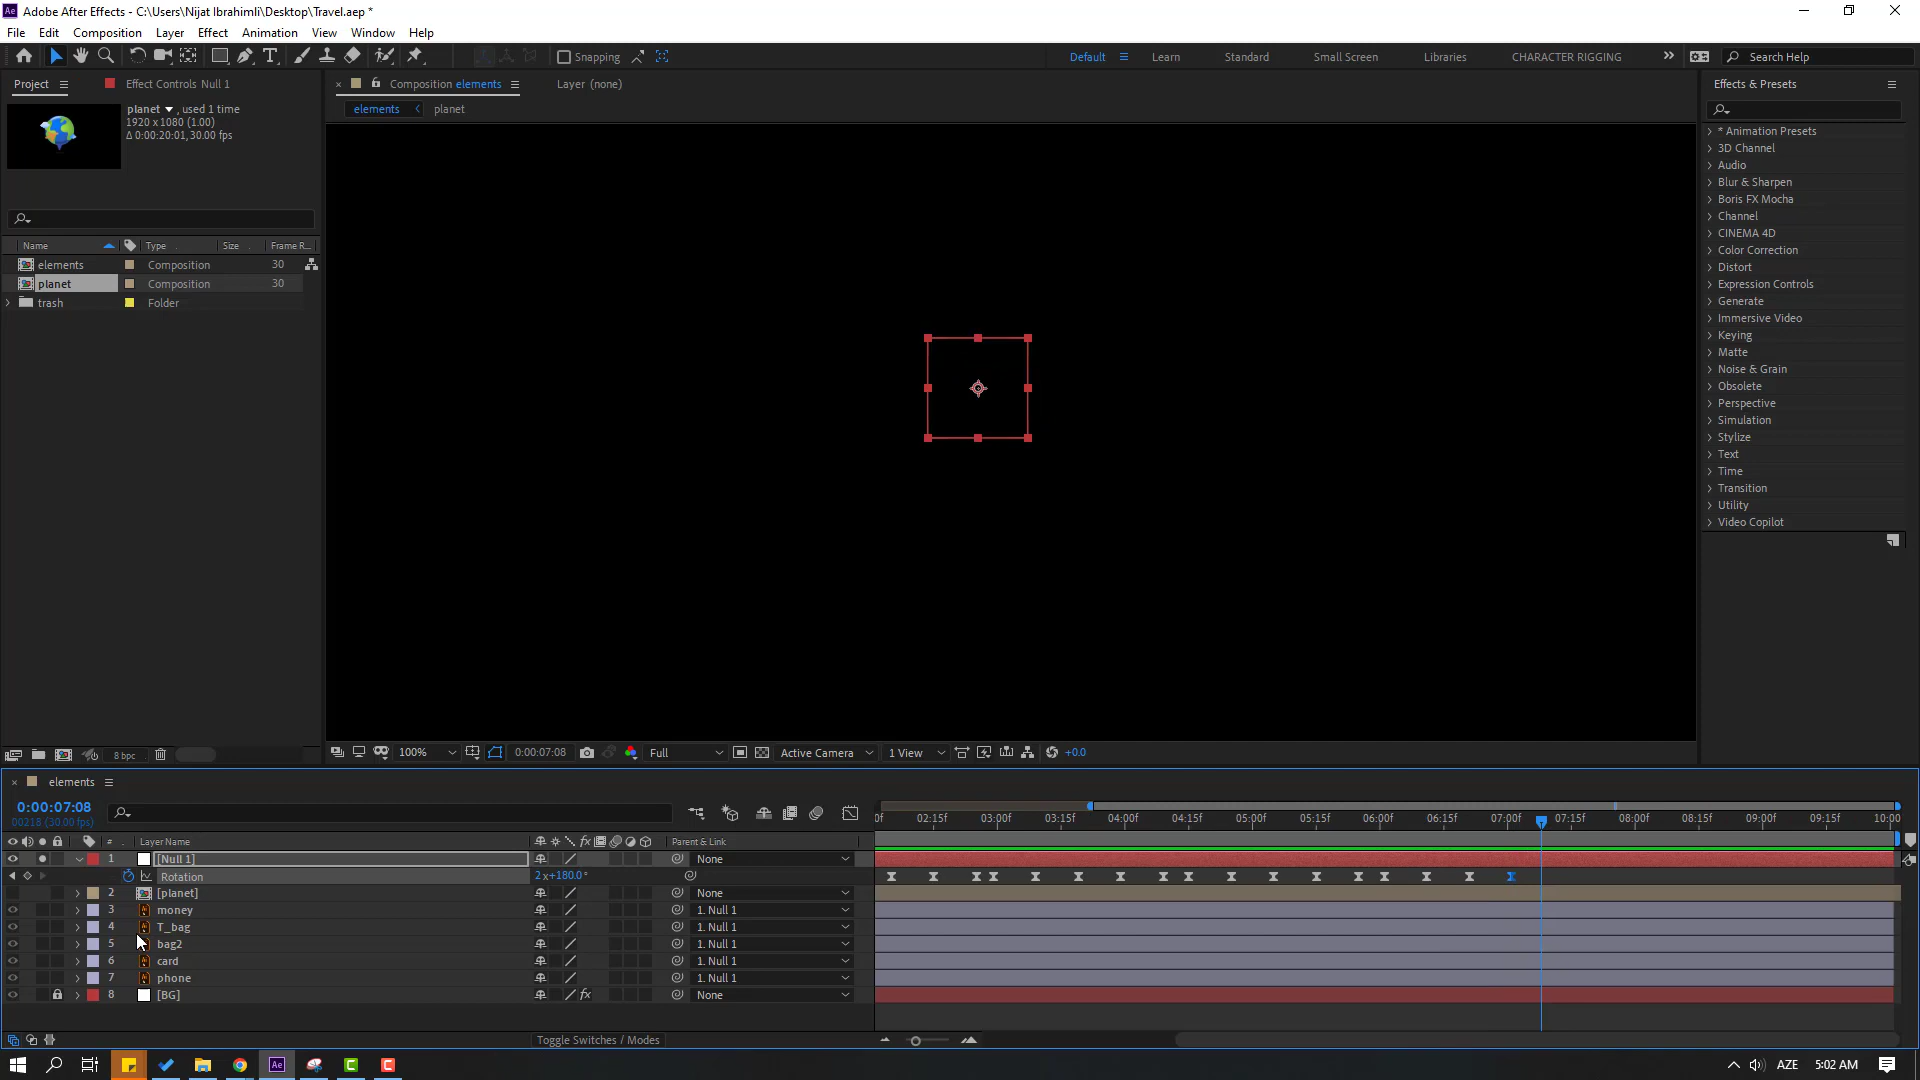 Adobe After Effects - C:\Users\Nijat Ibrahimli\Desktop\Travel.aep *
File Edit Composition Layer Effect Animation View Window Help
Snapping Default Learn Standard Small Screen Libraries CHARACTER RIGGING Search Help
Project Effect Controls Null 1 Composition elements Layer (none) Effects & Presets
planet , used 1 time
1920 x 1080 (1.00)
Δ 0:00:20:01, 30.00 fps
elements planet
Name Type Size Frame R...
elements Composition 30
planet Composition 30
trash Folder
* Animation Presets
3D Channel
Audio
Blur & Sharpen
Boris FX Mocha
Channel
CINEMA 4D
Color Correction
Distort
Expression Controls
Generate
Immersive Video
Keying
Matte
Noise & Grain
Obsolete
Perspective
Simulation
Stylize
Text
Time
Transition
Utility
Video Copilot
8 bpc 100% 0:00:07:08 Full Active Camera 1 View +0.0
elements
0:00:07:08
00218 (30.00 fps)
0f 02:15f 03:00f 03:15f 04:00f 04:15f 05:00f 05:15f 06:00f 06:15f 07:00f 07:15f 08:00f 08:15f 09:00f 09:15f 10:00
# Layer Name fx Parent & Link
1 [Null 1] None
Rotation 2x+180.0°
2 [planet] None
3 money 1. Null 1
4 T_bag 1. Null 1
5 bag2 1. Null 1
6 card 1. Null 1
7 phone 1. Null 1
8 [BG] fx None
Toggle Switches / Modes
Ae AZE 5:02 AM